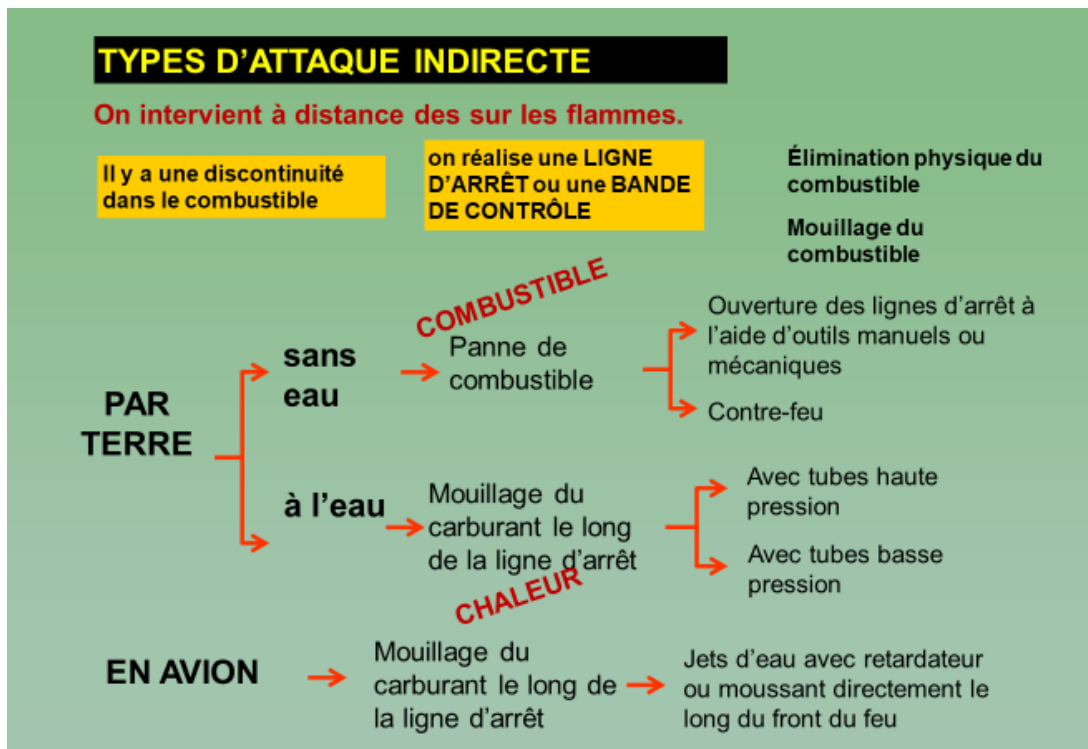 TYPES D’ATTAQUE INDIRECTE
On intervient à distance des sur les flammes.
Il y a une discontinuité
dans le combustible
on réalise une LIGNE
D’ARRÊT ou une BANDE
DE CONTRÔLE
Élimination physique du
combustible
Mouillage du
combustible
PAR
TERRE
sans
eau
COMBUSTIBLE
Panne de
combustible
Ouverture des lignes d’arrêt à
l’aide d’outils manuels ou
mécaniques
Contre-feu
à l’eau
Mouillage du
carburant le long
de la ligne d’arrêt
CHALEUR
Avec tubes haute
pression
Avec tubes basse
pression
EN AVION
Mouillage du
carburant le long de
la ligne d’arrêt
Jets d’eau avec retardateur
ou moussant directement le
long du front du feu